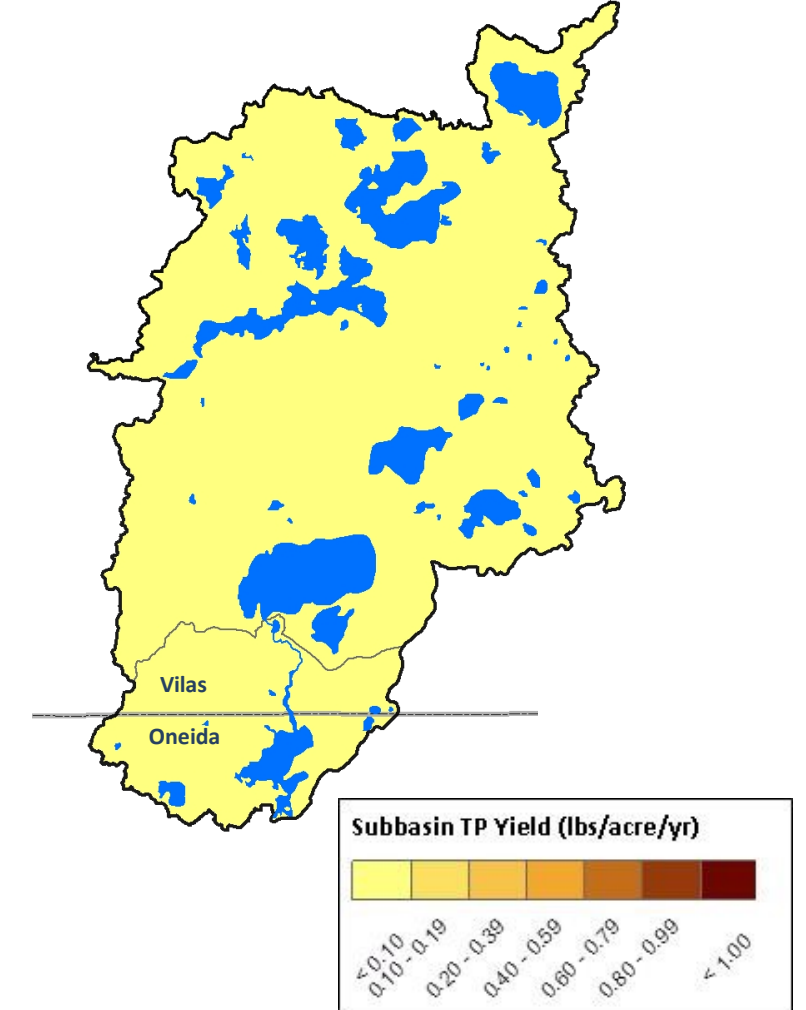 Vilas
Oneida
Subbasin TP Yield (lbs/acre/yr)
< 0.10
0.10 - 0.19
0.20 - 0.39
0.40 - 0.59
0.60 - 0.79
0.80 - 0.99
< 1.00